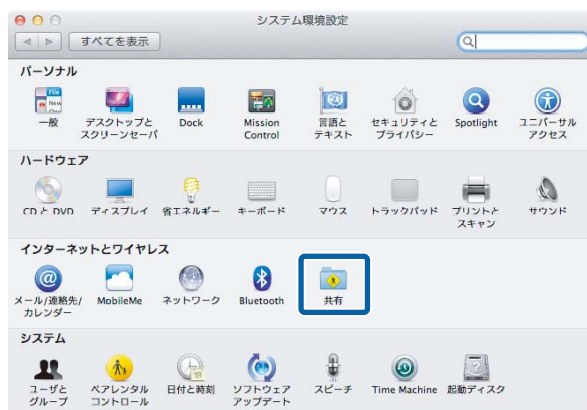 システム環境設定
すべてを表示
パーソナル
File
New
一般
デスクトップと
スクリーンセーバ
Dock
Mission
Control
言語と
テキスト
セキュリティと
プライバシー
Spotlight
ユニバーサル
アクセス
ハードウェア
CD と DVD
ディスプレイ
省エネルギー
キーボード
マウス
トラックパッド
プリントと
スキャン
サウンド
インターネットとワイヤレス
メール/連絡先/
カレンダー
MobileMe
ネットワーク
Bluetooth
共有
システム
ユーザと
グループ
ペアレンタル
コントロール
日付と時刻
ソフトウェア
アップデート
スピーチ
Time Machine
起動ディスク